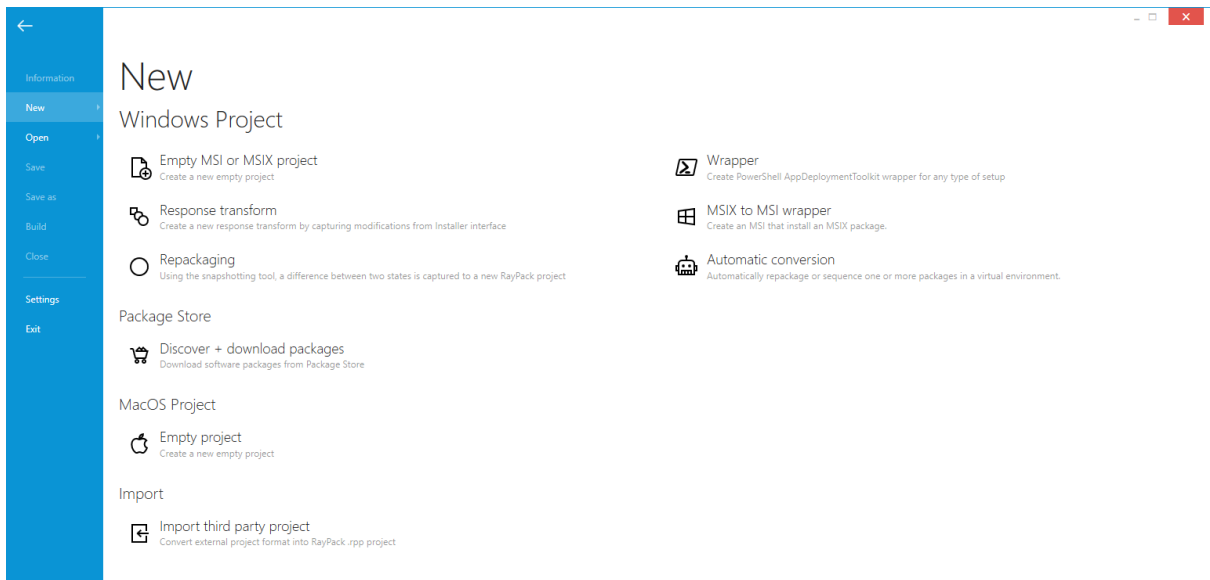 Information
New
Open
Save
Save as
Build
Close
Settings
Exit
New
Windows Project
Empty MSI or MSIX project
Create a new empty project
Wrapper
Create PowerShell AppDeploymentToolkit wrapper for any type of setup
Response transform
Create a new response transform by capturing modifications from Installer interface
MSIX to MSI wrapper
Create an MSI that install an MSIX package.
Repackaging
Using the snapshotting tool, a difference between two states is captured to a new RayPack project
Automatic conversion
Automatically repackage or sequence one or more packages in a virtual environment.
Package Store
Discover + download packages
Download software packages from Package Store
MacOS Project
Empty project
Create a new empty project
Import
Import third party project
Convert external project format into RayPack .rpp project